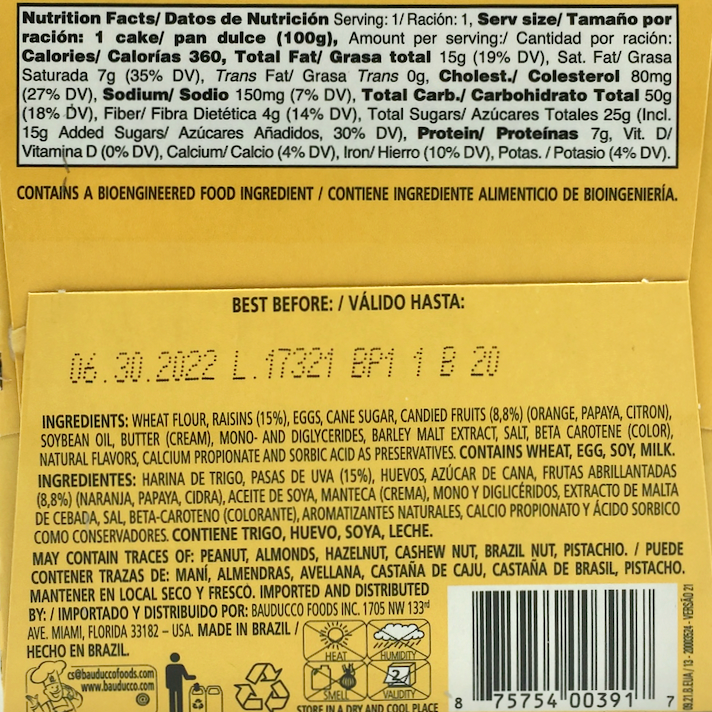 Nutrition Facts/ Datos de Nutrición Serving: 1/ Ración: 1, Serv size/ Tamaño por
ración: 1 cake/ pan dulce (100g), Amount per serving:/ Cantidad por ración:
Calories/ Calorías 360, Total Fat/ Grasa total 15g (19% DV), Sat. Fat/ Grasa
Saturada 7g (35% DV), Trans Fat/ Grasa Trans 0g, Cholest./ Colesterol 80mg
(27% DV), Sodium/ Sodio 150mg (7% DV), Total Carb./ Carbohidrato Total 50g
(18% DV), Fiber/ Fibra Dietética 4g (14% DV), Total Sugars/ Azúcares Totales 25g (Incl.
15g Added Sugars/ Azúcares Añadidos, 30% DV), Protein/ Proteínas 7g, Vit. D/
Vitamina D (0% DV), Calcium/ Calcio (4% DV), Iron/ Hierro (10% DV), Potas. / Potasio (4% DV).
CONTAINS A BIOENGINEERED FOOD INGREDIENT / CONTIENE INGREDIENTE ALIMENTICIO DE BIOINGENIERÍA.
BEST BEFORE: / VÁLIDO HASTA:
06.30.2022 L.17321 BP1 1 B 20
INGREDIENTS: WHEAT FLOUR, RAISINS (15%), EGGS, CANE SUGAR, CANDIED FRUITS (8,8%) (ORANGE, PAPAYA, CITRON),
SOYBEAN OIL, BUTTER (CREAM), MONO- AND DIGLYCERIDES, BARLEY MALT EXTRACT, SALT, BETA CAROTENE (COLOR),
NATURAL FLAVORS, CALCIUM PROPIONATE AND SORBIC ACID AS PRESERVATIVES. CONTAINS WHEAT, EGG, SOY, MILK.
INGREDIENTES: HARINA DE TRIGO, PASAS DE UVA (15%), HUEVOS, AZÚCAR DE CANA, FRUTAS ABRILLANTADAS
(8,8%) (NARANJA, PAPAYA, CIDRA), ACEITE DE SOYA, MANTECA (CREMA), MONO Y DIGLICÉRIDOS, EXTRACTO DE MALTA
DE CEBADA, SAL, BETA-CAROTENO (COLORANTE), AROMATIZANTES NATURALES, CALCIO PROPIONATO Y ÁCIDO SORBICO
COMO CONSERVADORES. CONTIENE TRIGO, HUEVO, SOYA, LECHE.
MAY CONTAIN TRACES OF: PEANUT, ALMONDS, HAZELNUT, CASHEW NUT, BRAZIL NUT, PISTACHIO. / PUEDE
CONTENER TRAZAS DE: MANÍ, ALMENDRAS, AVELLANA, CASTAÑA DE CAJU, CASTAÑA DE BRASIL, PISTACHO.
MANTENER EN LOCAL SECO Y FRESCO. IMPORTED AND DISTRIBUTED
BY: / IMPORTADO Y DISTRIBUIDO POR: BAUDUCCO FOODS INC. 1705 NW 133rd
AVE. MIAMI, FLORIDA 33182 – USA. MADE IN BRAZIL /
HECHO EN BRAZIL.
cs@bauduccofoods.com
www.bauducco.com
HEAT HUMIDITY
SMELL VALIDITY
STORE IN A DRY AND COOL PLACE
8 75754 00391 7
09.21.B.EUA / 13 - 20003524 - VERSÃO 21